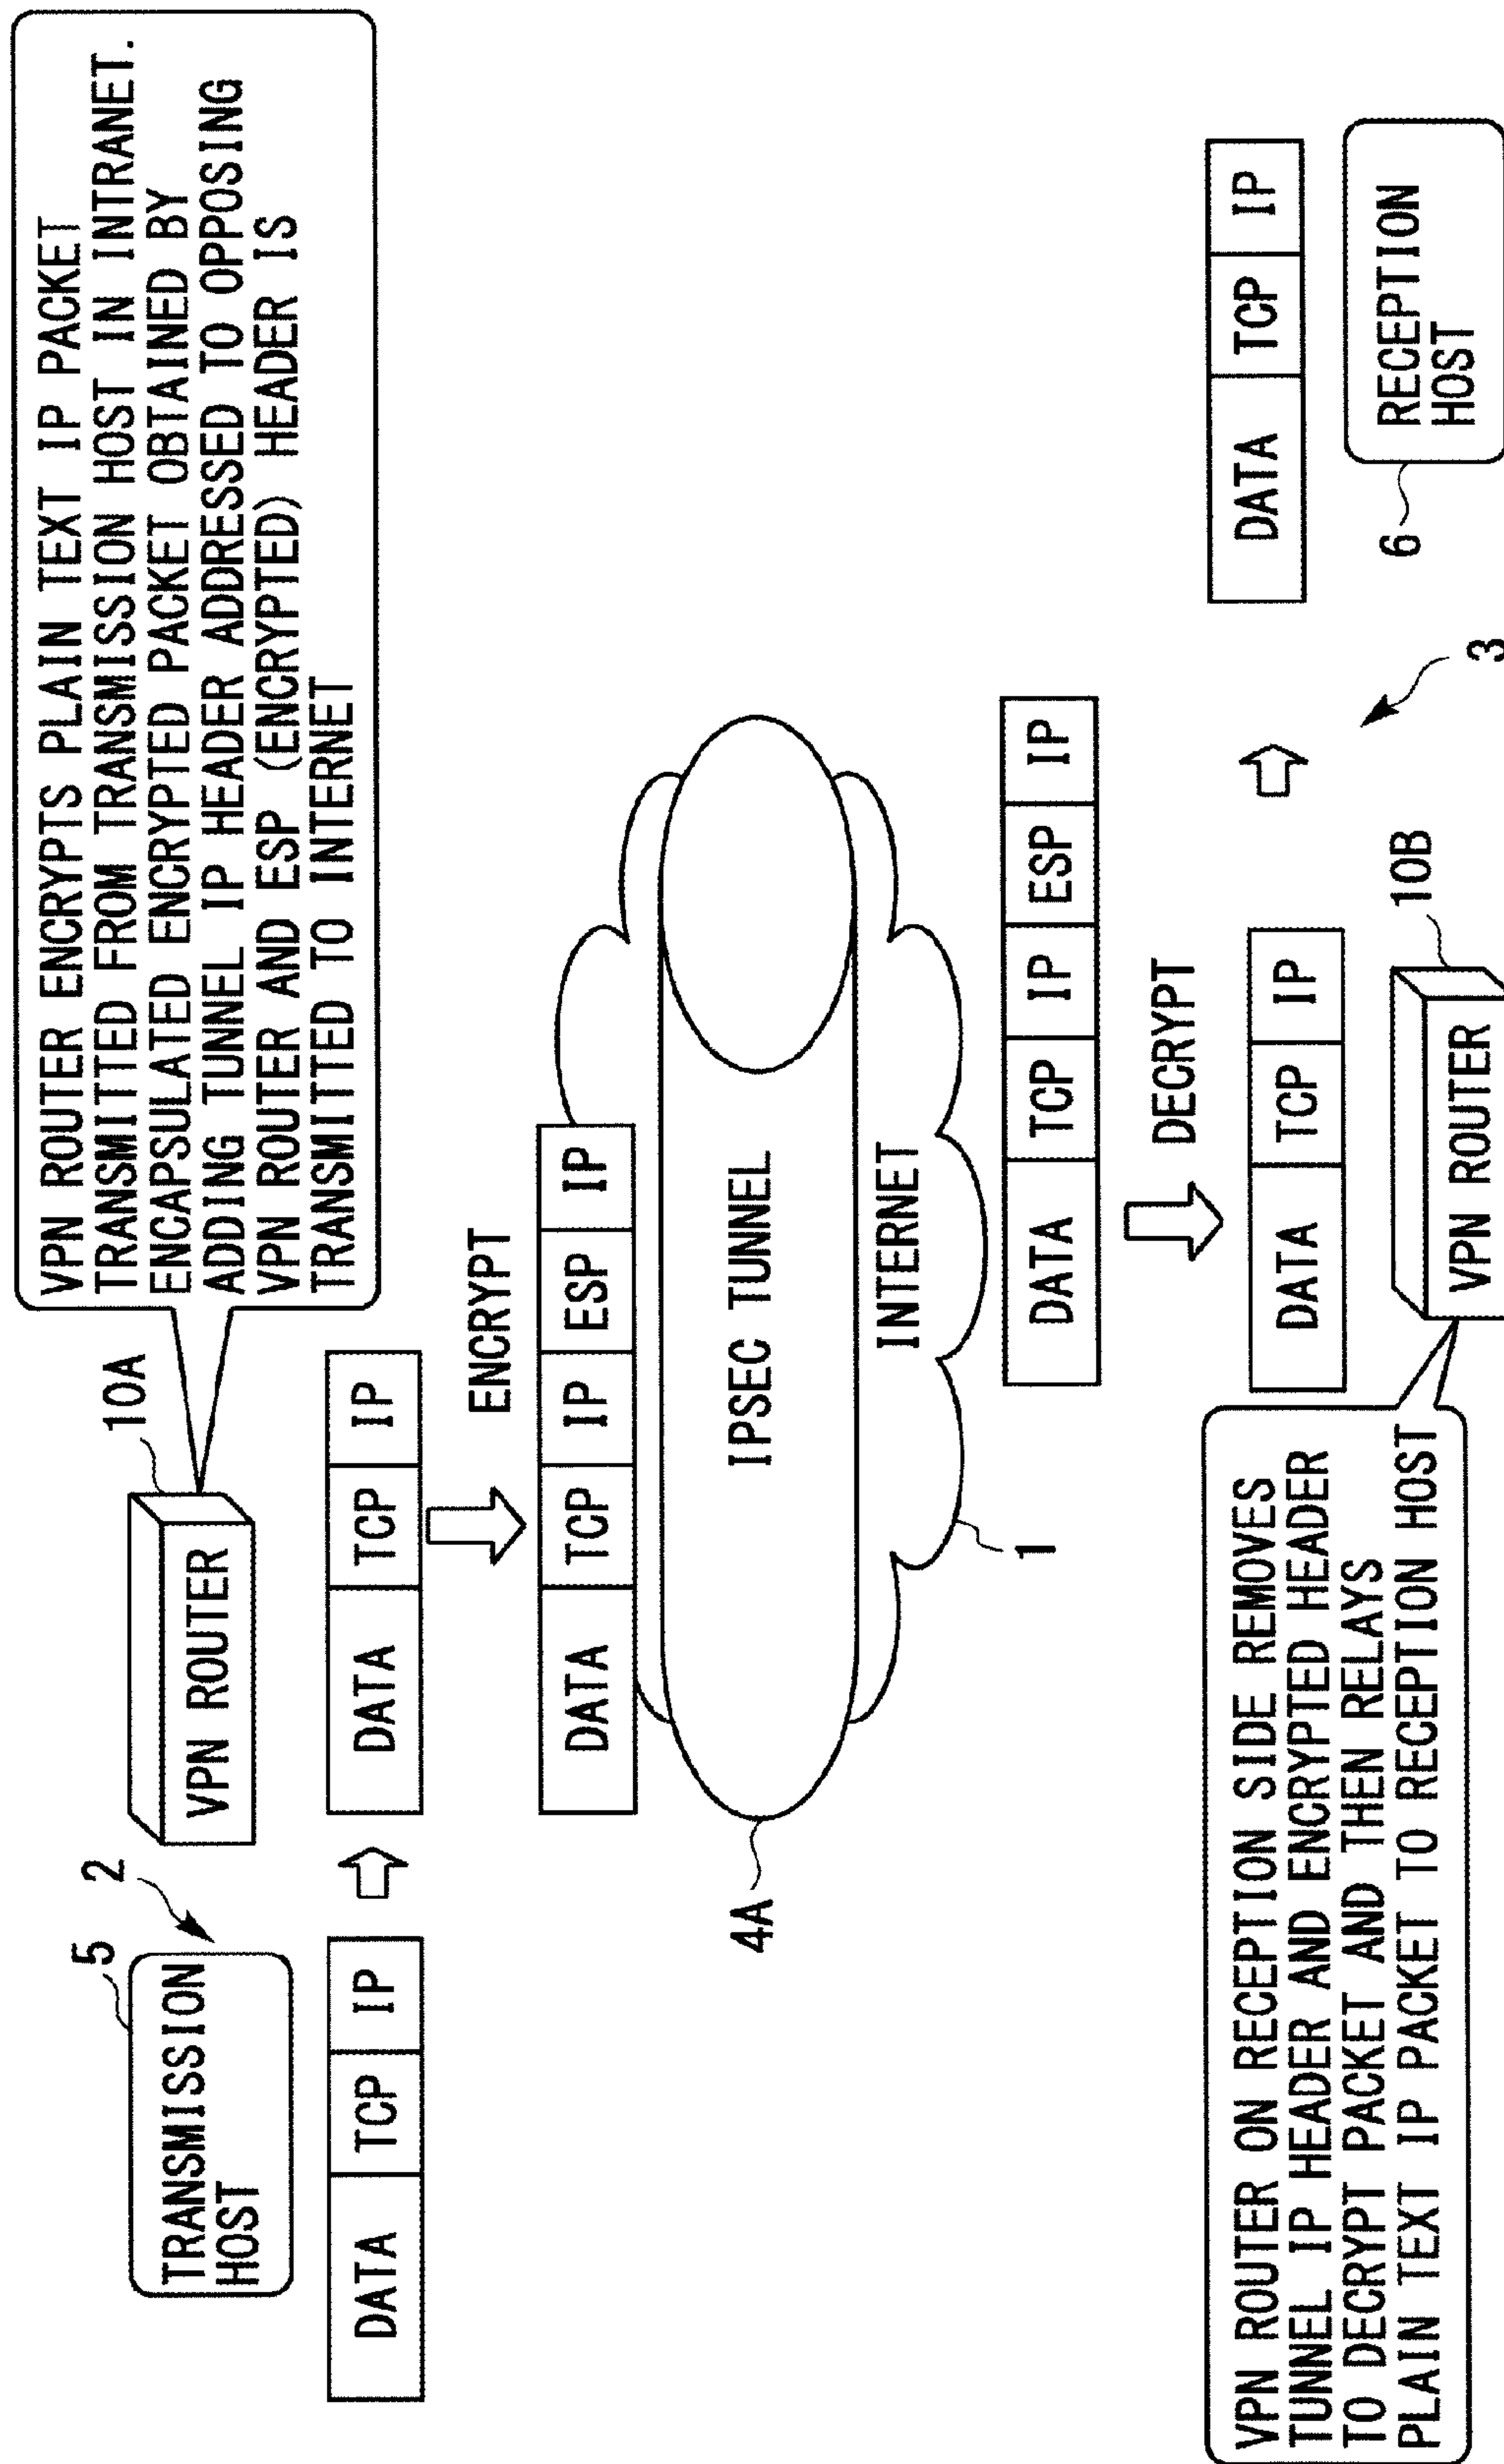 VPN ROUTER ENCRYPTS PLAIN TEXT IP PACKET
TRANSMITTED FROM TRANSMISSION HOST IN INTRANET.
ENCAPSULATED ENCRYPTED PACKET OBTAINED BY
ADDING TUNNEL IP HEADER ADDRESSED TO OPPOSING
VPN ROUTER AND ESP (ENCRYPTED) HEADER IS
TRANSMITTED TO INTERNET
5
2
10A
TRANSMISSION
HOST
VPN ROUTER
DATA TCP IP
DATA TCP IP
ENCRYPT
DATA TCP IP ESP IP
4A
IPSEC TUNNEL
INTERNET
1
DATA TCP IP ESP IP
DECRYPT
DATA TCP IP
DATA TCP IP
VPN ROUTER ON RECEPTION SIDE REMOVES
TUNNEL IP HEADER AND ENCRYPTED HEADER
TO DECRYPT PACKET AND THEN RELAYS
PLAIN TEXT IP PACKET TO RECEPTION HOST
10B
VPN ROUTER
3
6
RECEPTION
HOST